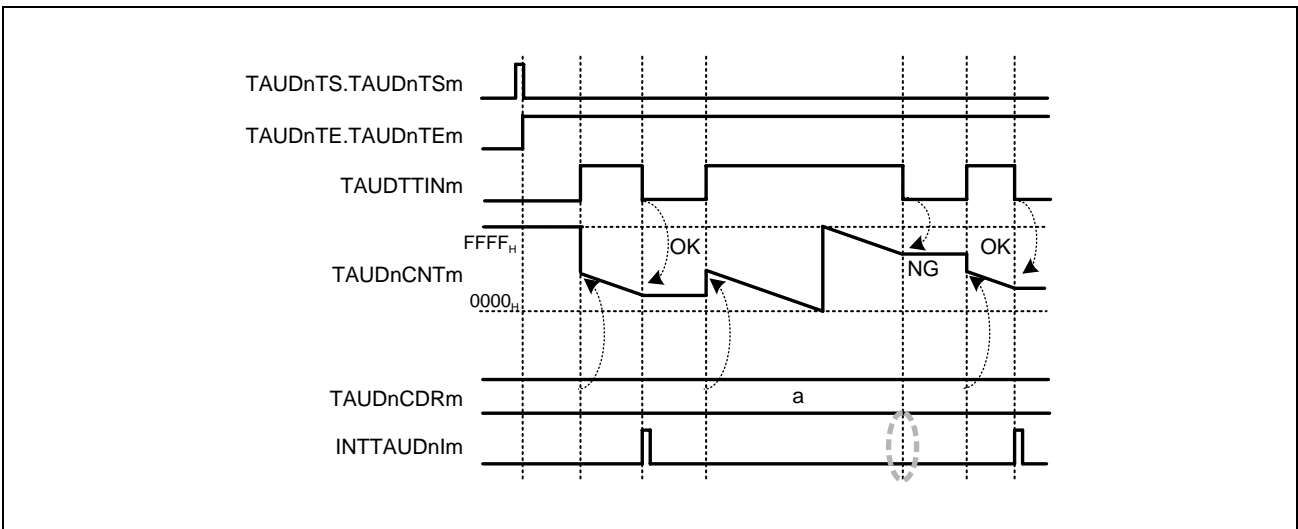 TAUDnTS.TAUDnTSm
TAUDnTE.TAUDnTEm
TAUDTTINm
FFFFH
OK
OK
NG
TAUDnCNTm
0000H
TAUDnCDRm
a
INTTAUDnIm